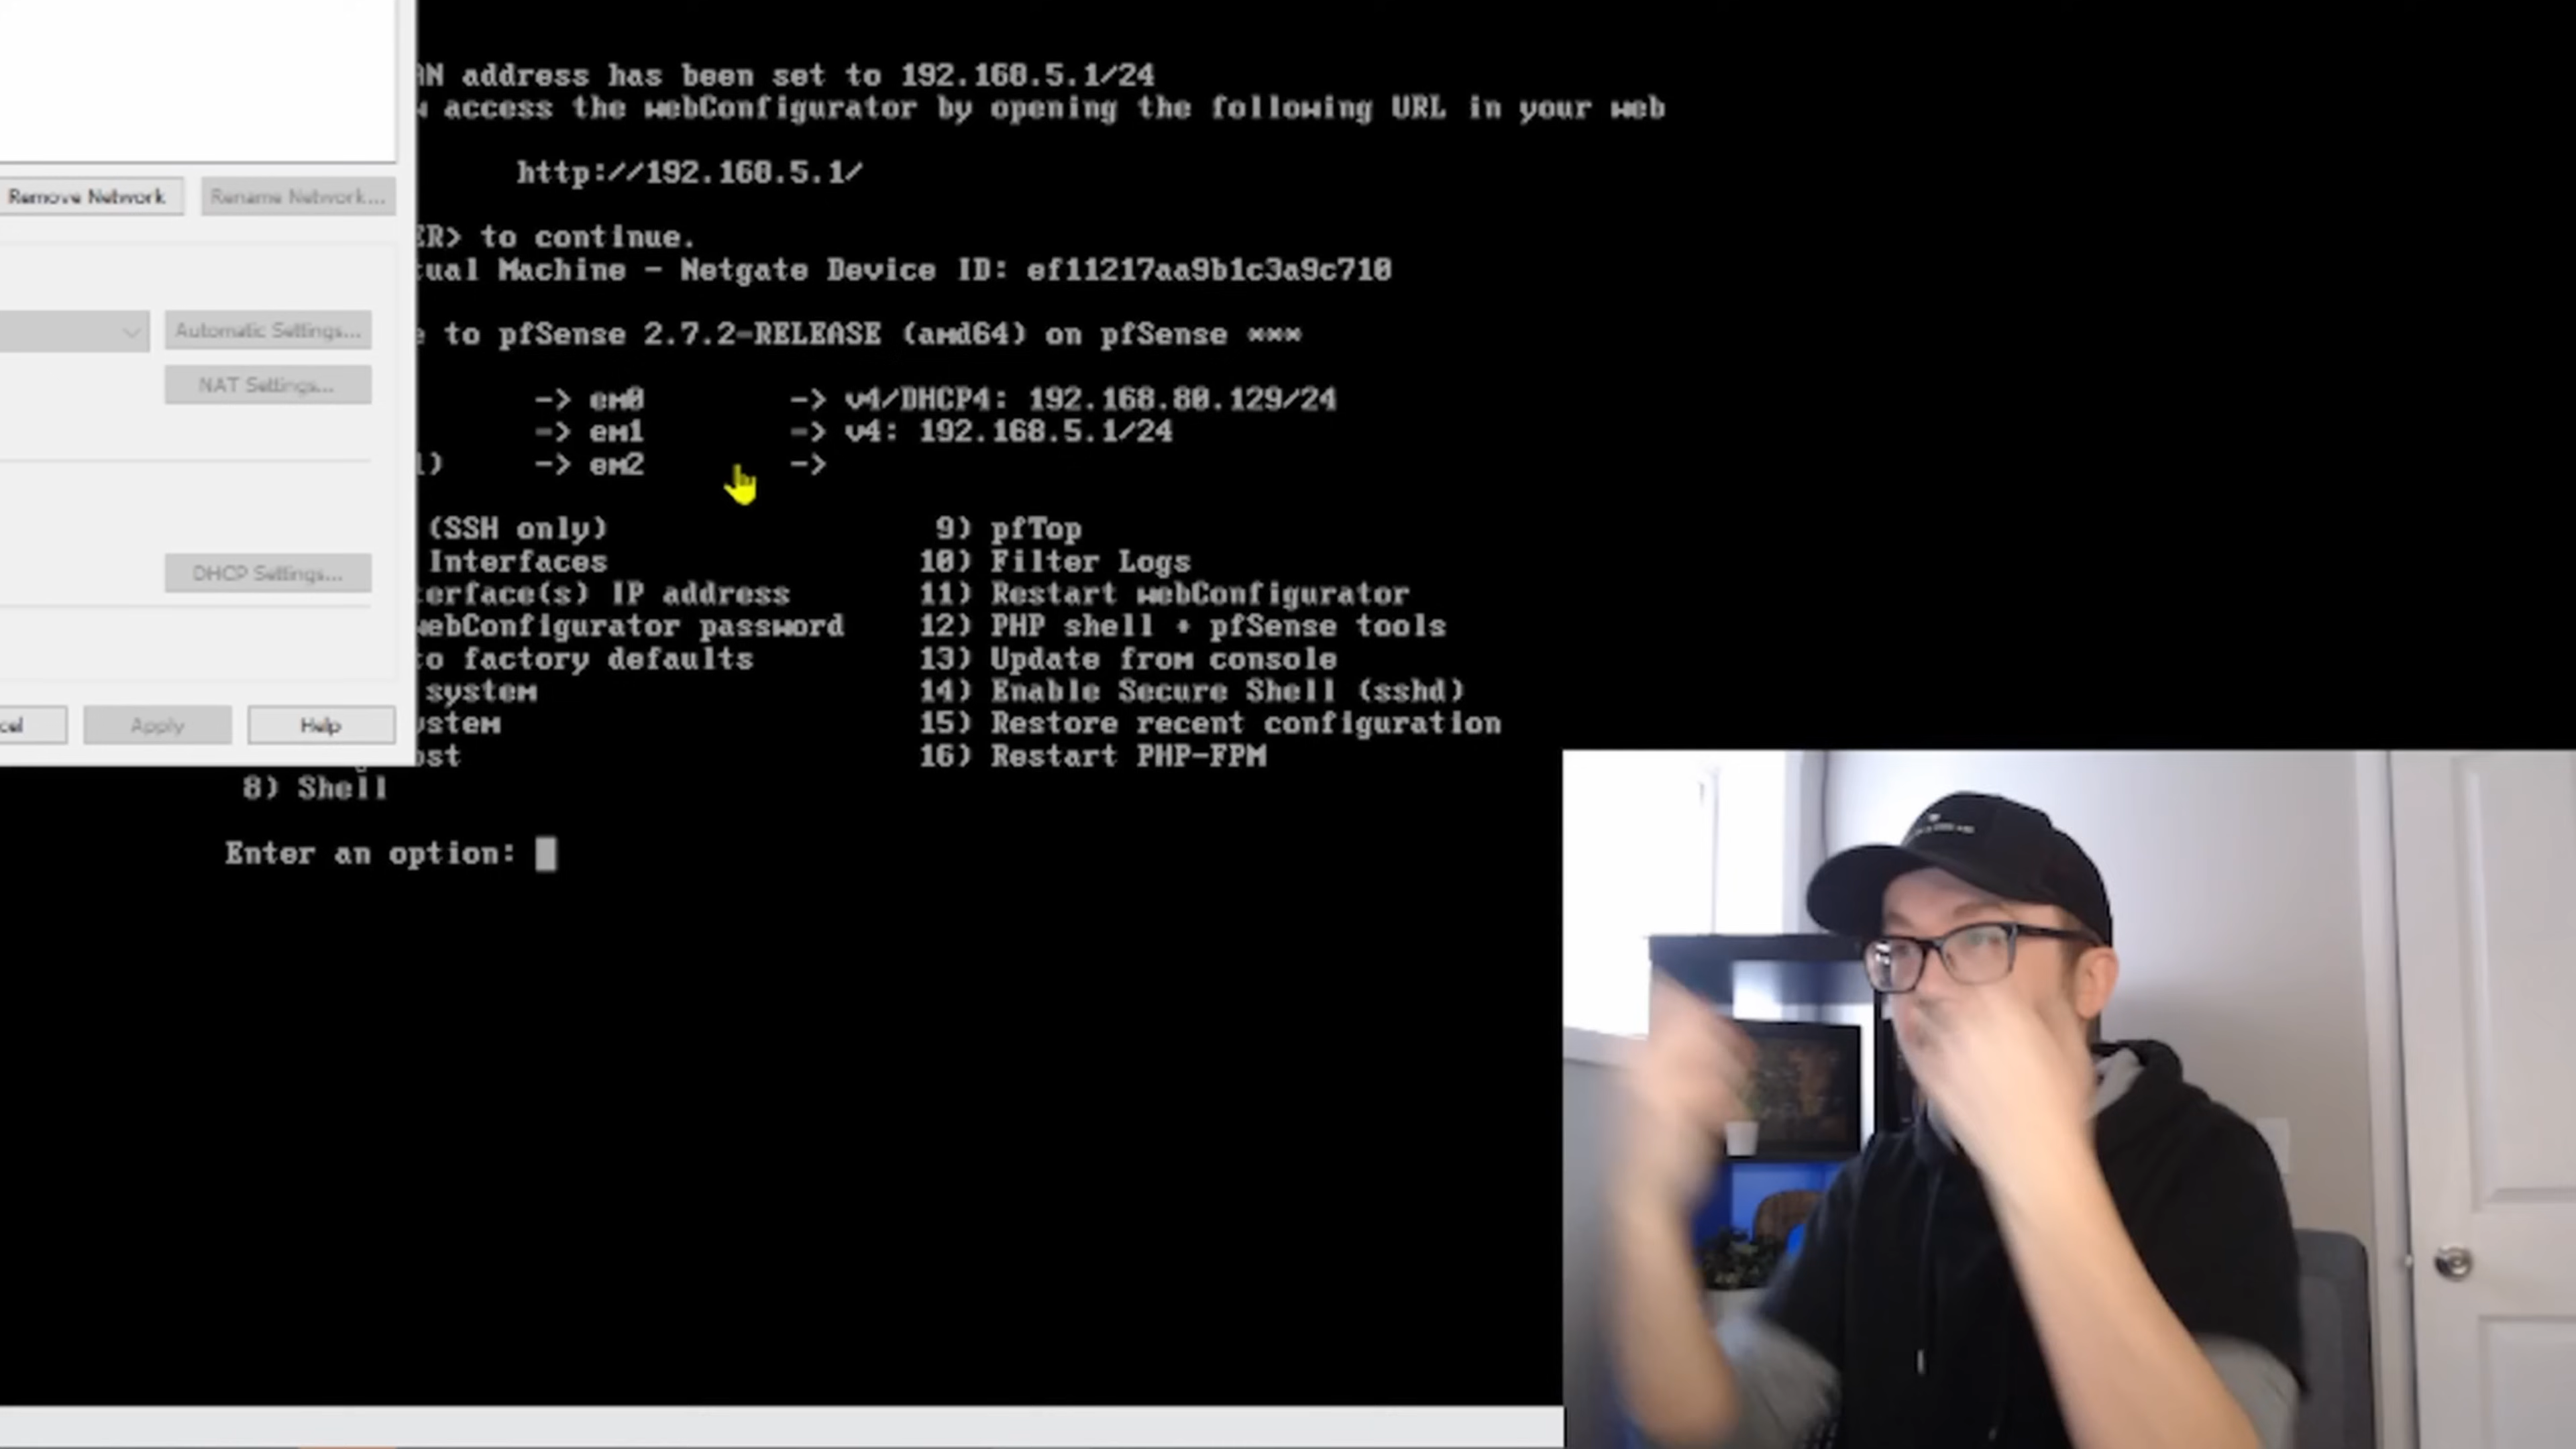 AN address has been set to 192.168.5.1/24
w access the webConfigurator by opening the following URL in your web
http://192.168.5.1/
Remove Network
Rename Network...
ER> to continue.
tual Machine - Netgate Device ID: ef11217aa9b1c3a9c710
e to pfSense 2.7.2-RELEASE (amd64) on pfSense ***
Automatic Settings...
NAT Settings...
-> em0 -> v4/DHCP4: 192.168.80.129/24
-> em1 -> v4: 192.168.5.1/24
1) -> em2 ->
(SSH only) 9) pfTop
Interfaces 10) Filter Logs
DHCP Settings...
terface(s) IP address 11) Restart webConfigurator
webConfigurator password 12) PHP shell + pfSense tools
to factory defaults 13) Update from console
system 14) Enable Secure Shell (sshd)
ystem 15) Restore recent configuration
cel
Apply
Help
ost 16) Restart PHP-FPM
8) Shell
Enter an option: